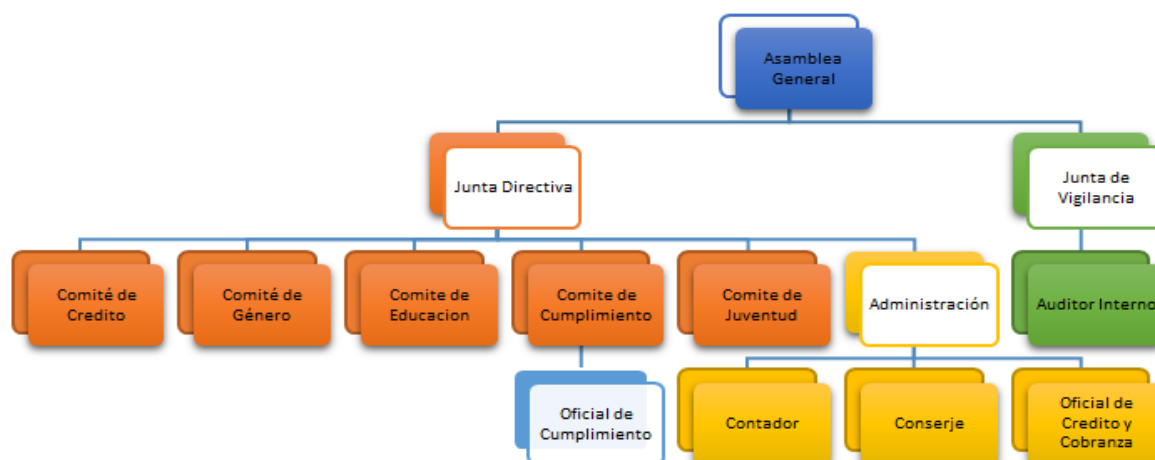 Asamblea
General
Junta Directiva
Junta de
Vigilancia
Comité de
Credito
Comité de
Género
Comite de
Educacion
Comite de
Cumplimiento
Comite de
Juventud
Administración
Auditor Interno
Oficial de
Cumplimiento
Contador
Conserje
Oficial de
Credito y
Cobranza